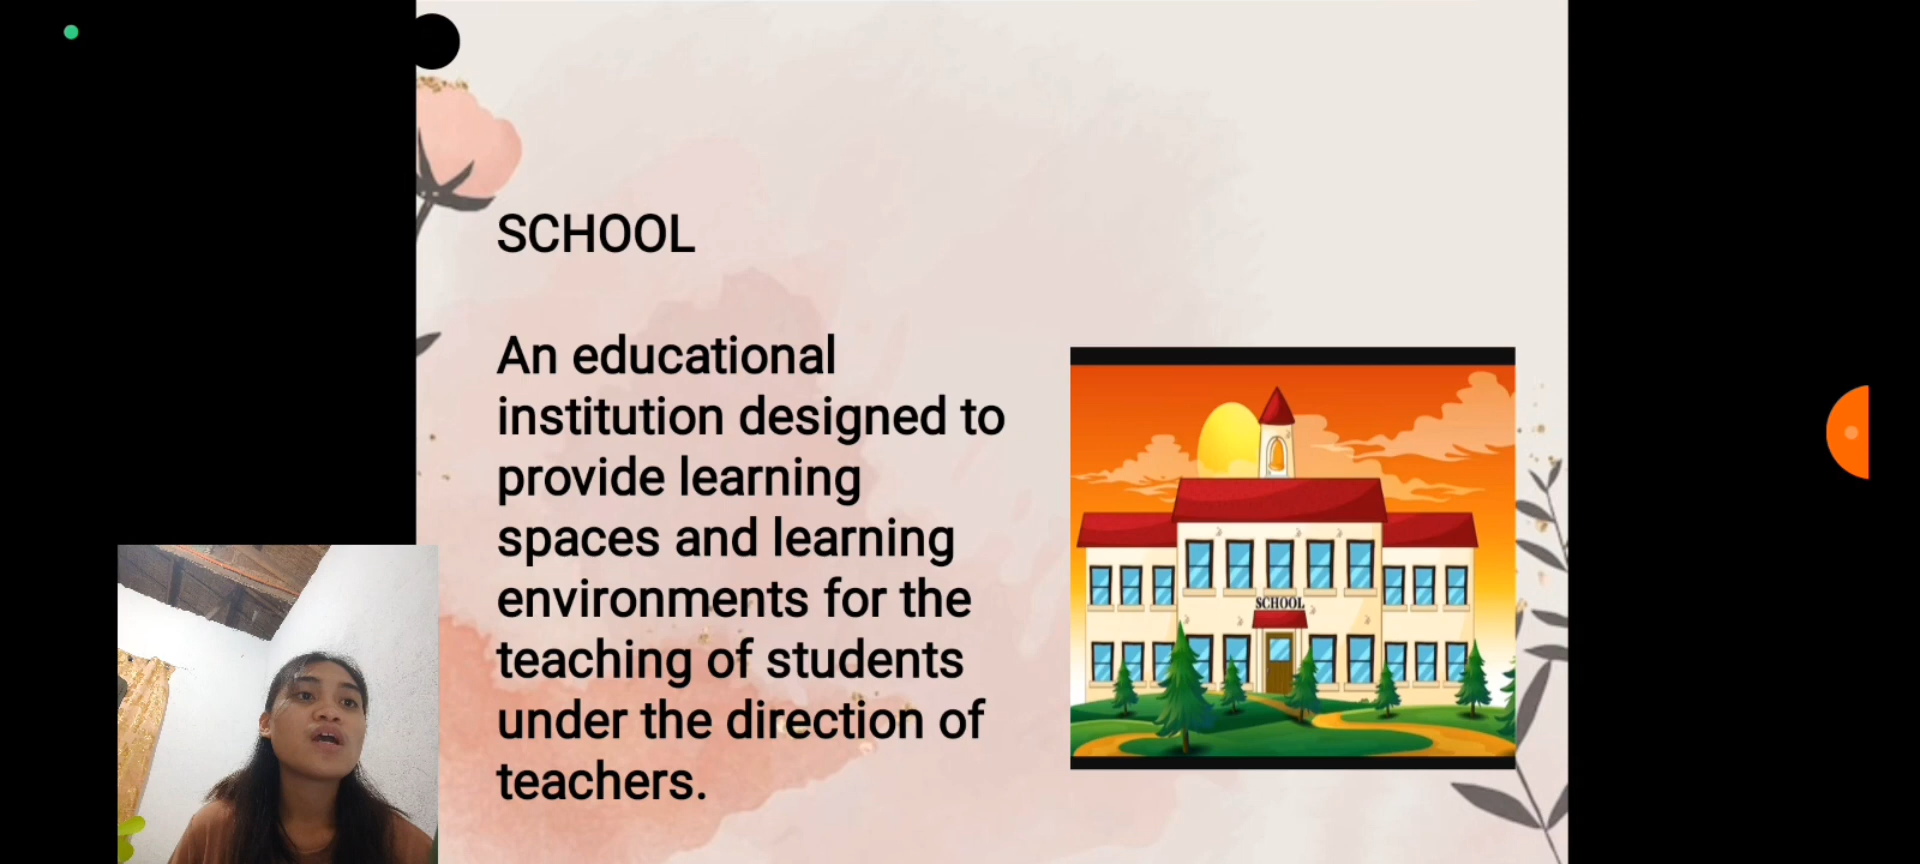 SCHOOL
An educational
institution designed to
provide learning
spaces and learning
environments for the
teaching of students
under the direction of
teachers.
SCHOOL